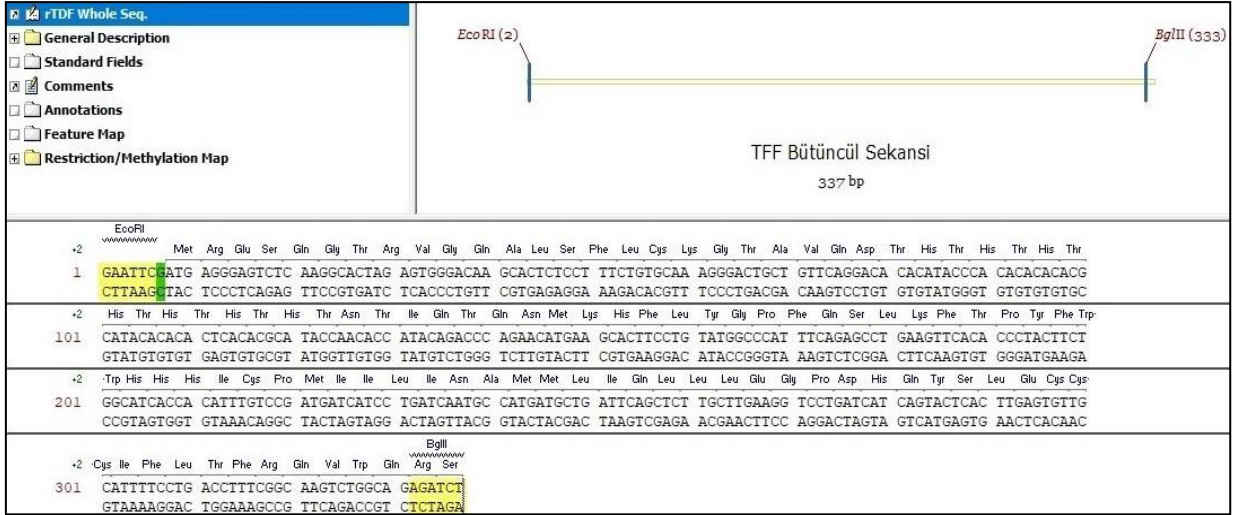 rTDF Whole Seq.
General Description
Standard Fields
Comments
Annotations
Feature Map
Restriction/Methylation Map
EcoRI (2)
BglII (333)
TFF Bütüncül Sekansi
337 bp
EcoRI
+2 Met Arg Glu Ser Gln Gly Thr Arg Val Gly Gln Ala Leu Ser Phe Leu Cys Lys Gly Thr Ala Val Gln Asp Thr His Thr His Thr His Thr
1 GAATTCGATG AGGGAGTCTC AAGGCACTAG AGTGGGACAA GCACTCTCCT TTCTGTGCAA AGGGACTGCT GTTCAGGACA CACATACCCA CACACACACG
CTTAAGCTAC TCCCTCAGAG TTCCGTGATC TCACCCTGTT CGTGAGAGGA AAGACACGTT TCCCTGACGA CAAGTCCTGT GTGTATGGGT GTGTGTGTGC
+2 His Thr His Thr His Thr His Thr Asn Thr Ile Gln Thr Gln Asn Met Lys His Phe Leu Tyr Gly Pro Phe Gln Ser Leu Lys Phe Thr Pro Tyr Phe Trp·
101 CATACACACA CTCACACGCA TACCAACACC ATACAGACCC AGAACATGAA GCACTTCCTG TATGGCCCAT TTCAGAGCCT GAAGTTCACA CCCTACTTCT
GTATGTGTGT GAGTGTGCGT ATGGTTGTGG TATGTCTGGG TCTTGTACTT CGTGAAGGAC ATACCGGGTA AAGTCTCGGA CTTCAAGTGT GGGATGAAGA
+2 ·Trp His His His Ile Cys Pro Met Ile Ile Leu Ile Asn Ala Met Met Leu Ile Gln Leu Leu Leu Glu Gly Pro Asp His Gln Tyr Ser Leu Glu Cys Cys·
201 GGCATCACCA CATTTGTCCG ATGATCATCC TGATCAATGC CATGATGCTG ATTCAGCTCT TGCTTGAAGG TCCTGATCAT CAGTACTCAC TTGAGTGTTG
CCGTAGTGGT GTAAACAGGC TACTAGTAGG ACTAGTTACG GTACTACGAC TAAGTCGAGA ACGAACTTCC AGGACTAGTA GTCATGAGTG AACTCACAAC
BglII
+2 ·Cys Ile Phe Leu Thr Phe Arg Gln Val Trp Gln Arg Ser
301 CATTTTCCTG ACCTTTCGGC AAGTCTGGCA GAGATCT
GTAAAAGGAC TGGAAAGCCG TTCAGACCGT CTCTAGA